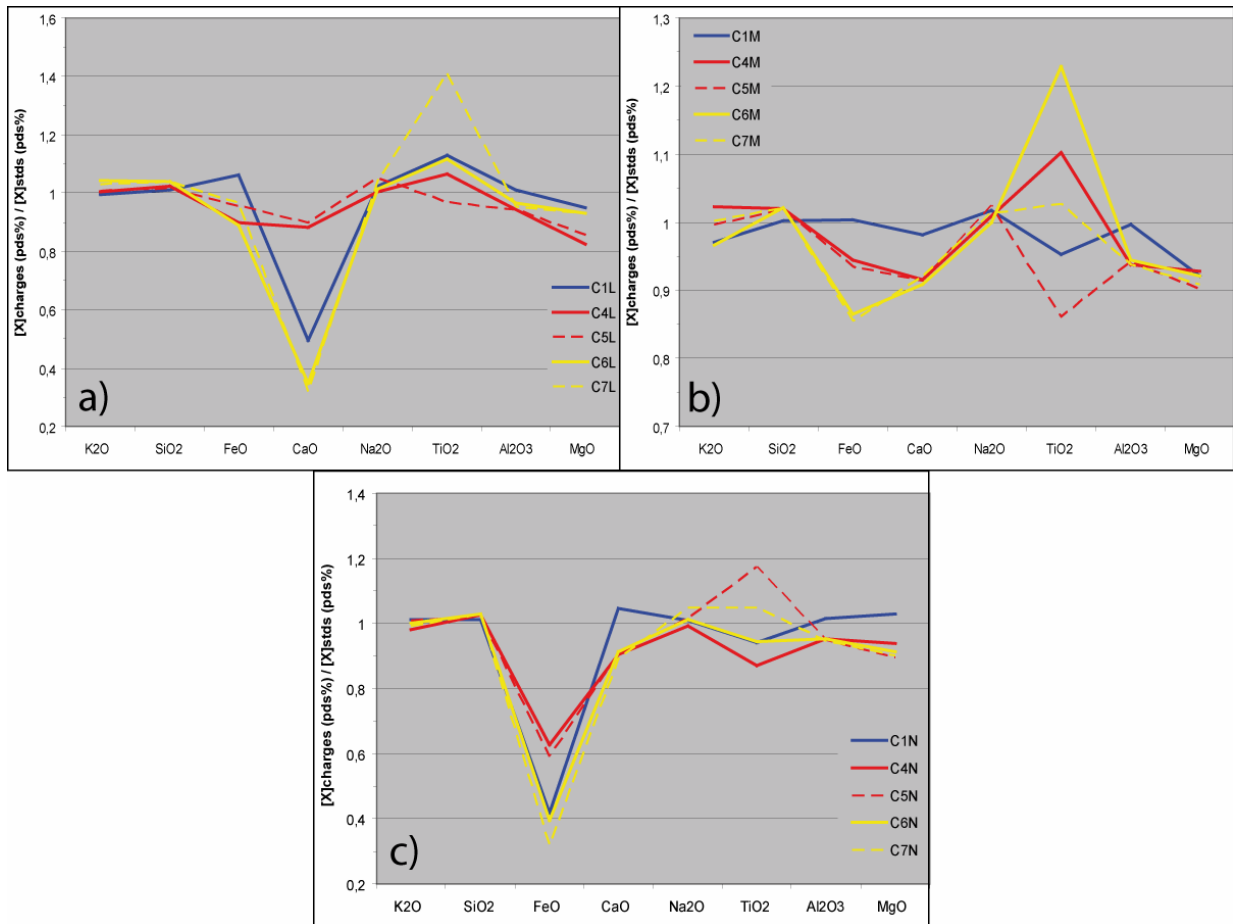 [X]charges (pds%) / [X]stds (pds%)
1,6
1,4
1,2
1
0,8
0,6
0,4
0,2
C1L
C4L
C5L
C6L
C7L
a)
K2O SiO2 FeO CaO Na2O TiO2 Al2O3 MgO
[X]charges (pds%) / [X]stds (pds%)
1,3
1,2
1,1
1
0,9
0,8
0,7
C1M
C4M
C5M
C6M
C7M
b)
K2O SiO2 FeO CaO Na2O TiO2 Al2O3 MgO
[X]charges (pds%) / [X]stds (pds%)
1,4
1,2
1
0,8
0,6
0,4
0,2
C1N
C4N
C5N
C6N
C7N
c)
K2O SiO2 FeO CaO Na2O TiO2 Al2O3 MgO